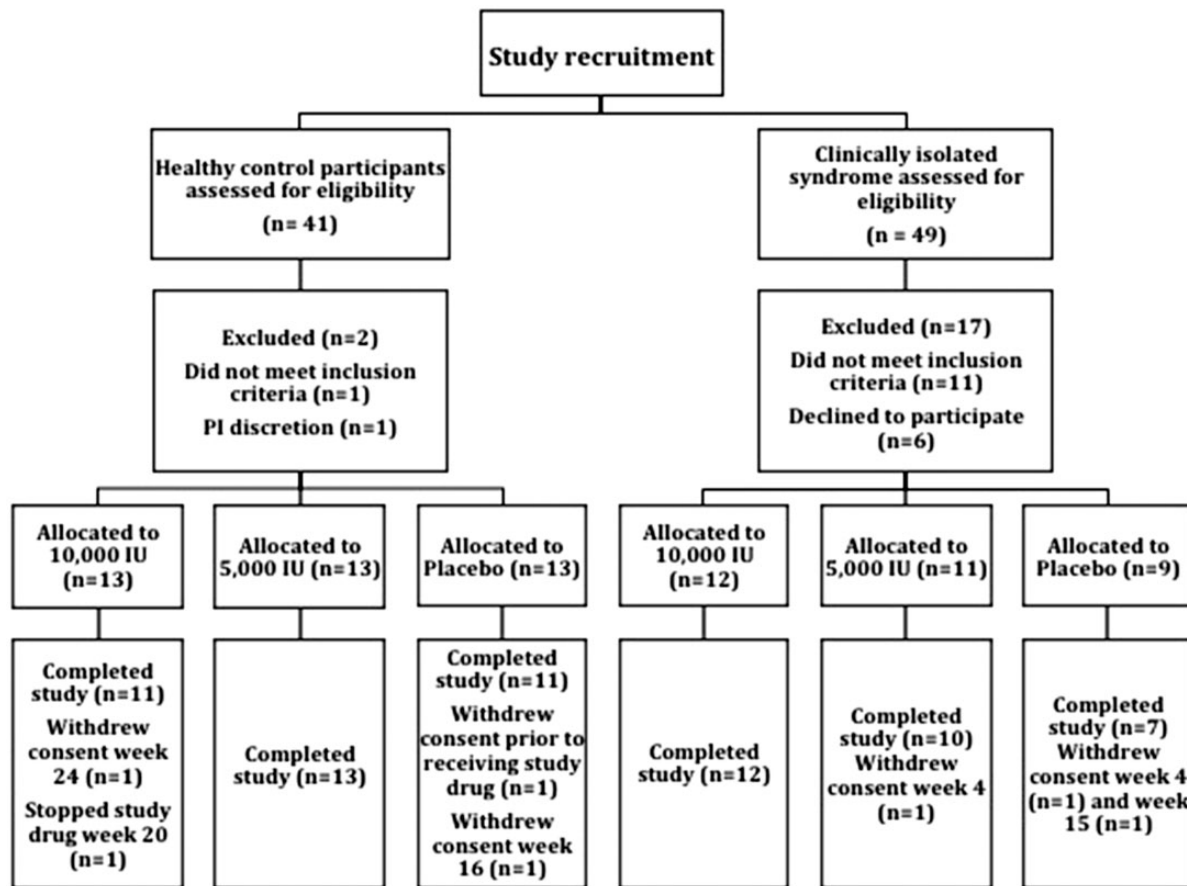 Study recruitment
Healthy control participants
assessed for eligibility
(n= 41)
Clinically isolated
syndrome assessed for
eligibility
(n = 49)
Excluded (n=2)
Did not meet inclusion
criteria (n=1)
PI discretion (n=1)
Excluded (n=17)
Did not meet inclusion
criteria (n=11)
Declined to participate
(n=6)
Allocated to
10,000 IU
(n=13)
Allocated to
5,000 IU (n=13)
Allocated to
Placebo (n=13)
Allocated to
10,000 IU
(n=12)
Allocated to
5,000 IU (n=11)
Allocated to
Placebo (n=9)
Completed
study (n=11)
Withdrew
consent week
24 (n=1)
Stopped study
drug week 20
(n=1)
Completed
study (n=13)
Completed
study (n=11)
Withdrew
consent prior to
receiving study
drug (n=1)
Withdrew
consent week
16 (n=1)
Completed
study (n=12)
Completed
study (n=10)
Withdrew
consent week 4
(n=1)
Completed
study (n=7)
Withdrew
consent week 4
(n=1) and week
15 (n=1)